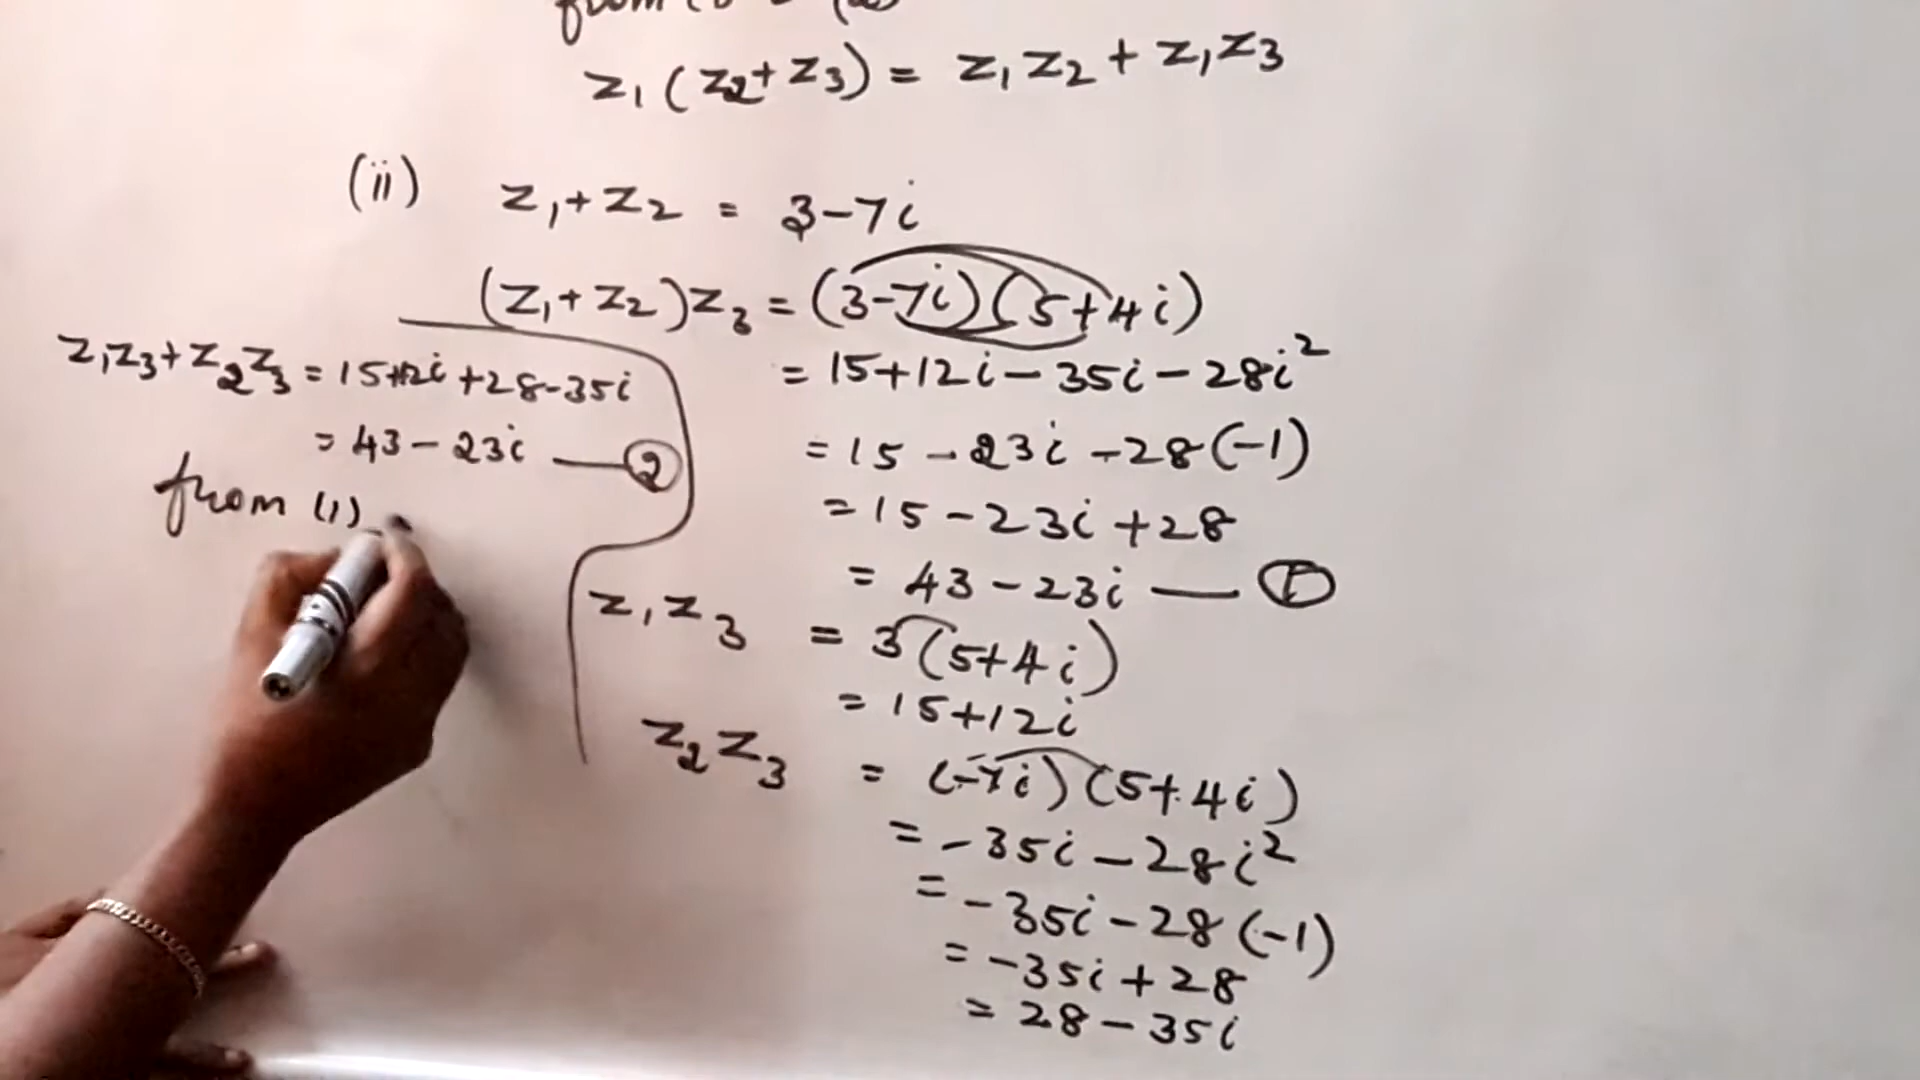 from (
z₁(z₂+z₃) = z₁z₂ + z₁z₃
(ii) z₁+z₂ = 3-7i
(z₁+z₂)z₃ = (3-7i)(5+4i)
= 15+12i-35i-28i²
= 15-23i-28(-1)
= 15-23i+28
= 43-23i — ①
z₁z₃ = 3(5+4i)
= 15+12i
z₂z₃ = (-7i)(5+4i)
= -35i-28i²
= -35i-28(-1)
= -35i+28
= 28-35i
z₁z₃+z₂z₃ = 15+12i+28-35i
= 43-23i — ②
from (1)